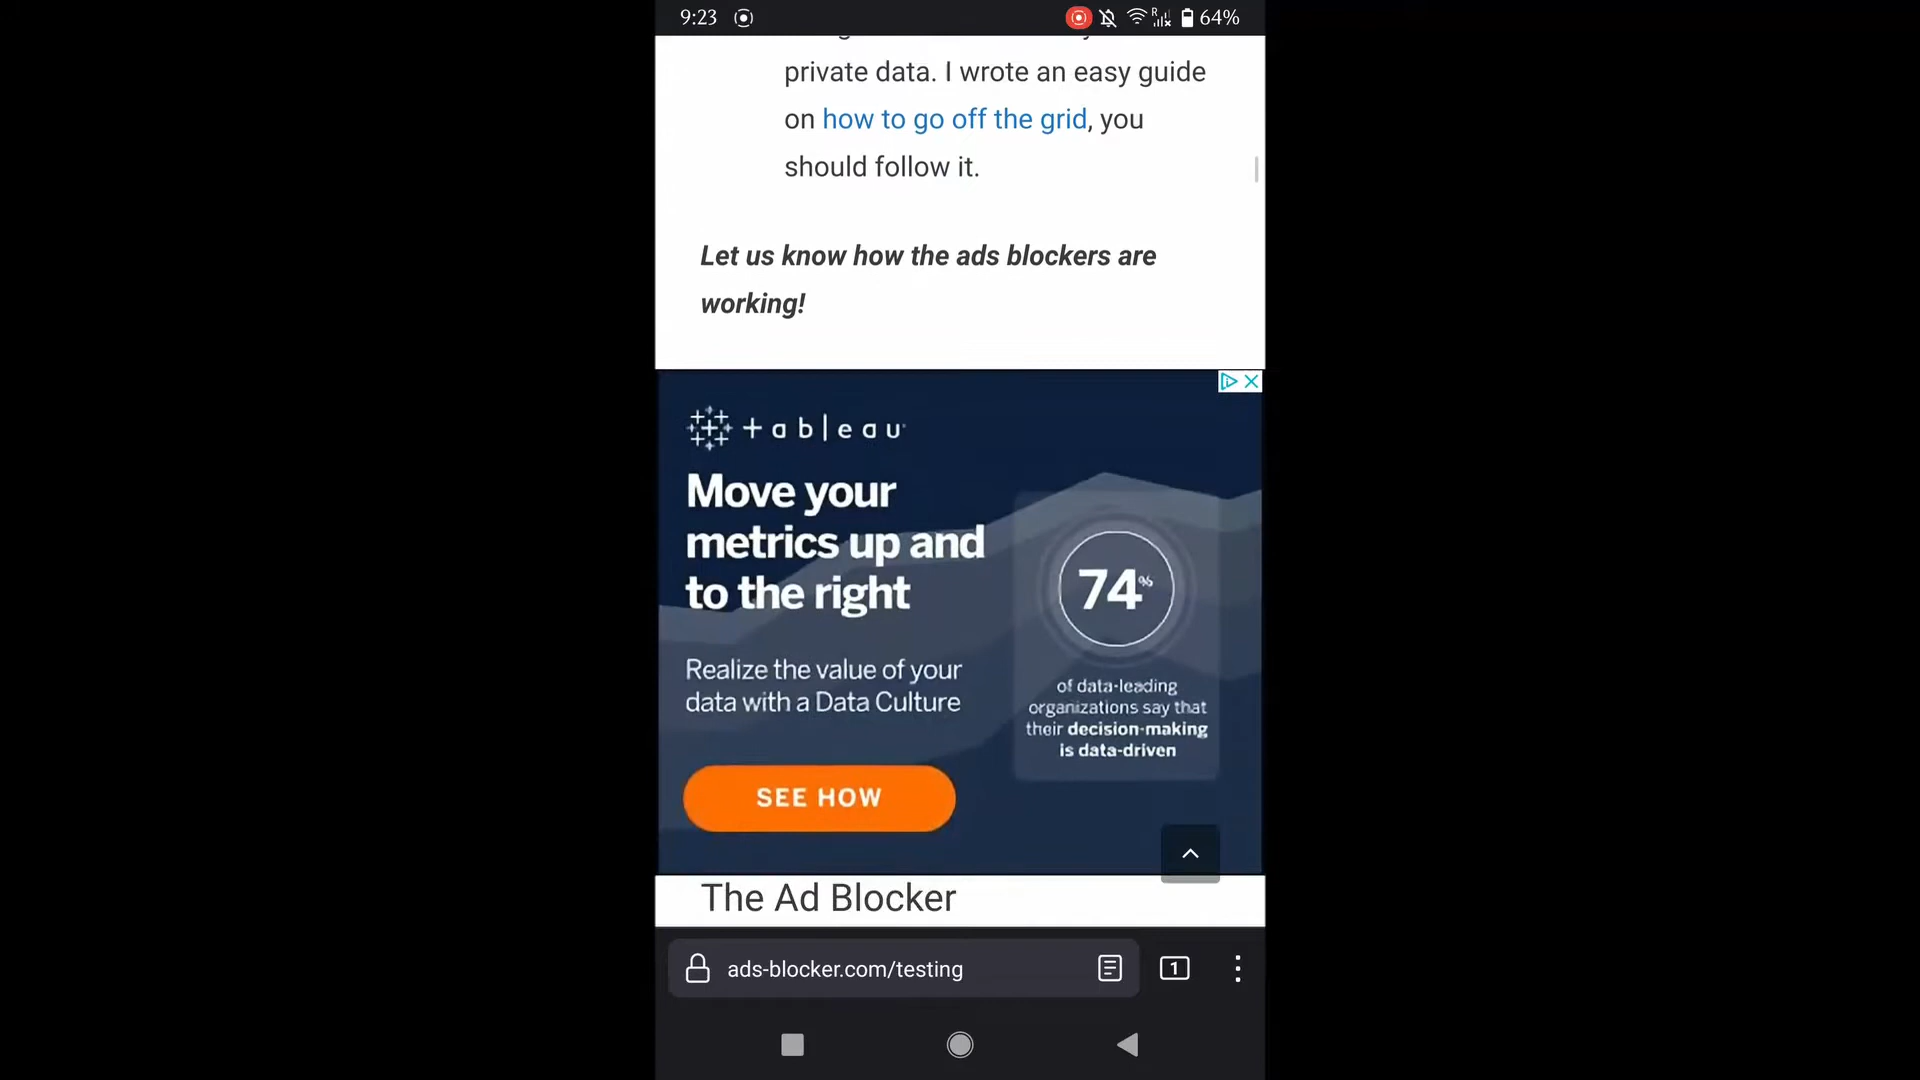 9:23
R
64%
private data. I wrote an easy guide
on how to go off the grid, you
should follow it.
Let us know how the ads blockers are
working!
+ a b | e a u
Move your
metrics up and
to the right
74%
Realize the value of your
data with a Data Culture
of data-leading
organizations say that
their decision-making
is data-driven
SEE HOW
The Ad Blocker
ads-blocker.com/testing
1